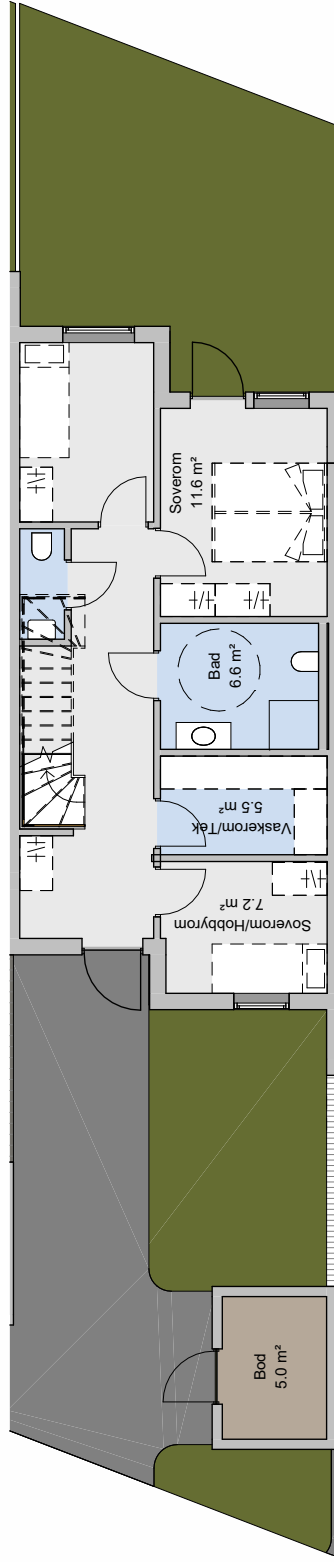 Soverom
11.6 m²
Bad
6.6 m²
Vaskerom/Tek
5.5 m²
Soverom/Hobbyrom
7.2 m²
Bod
5.0 m²